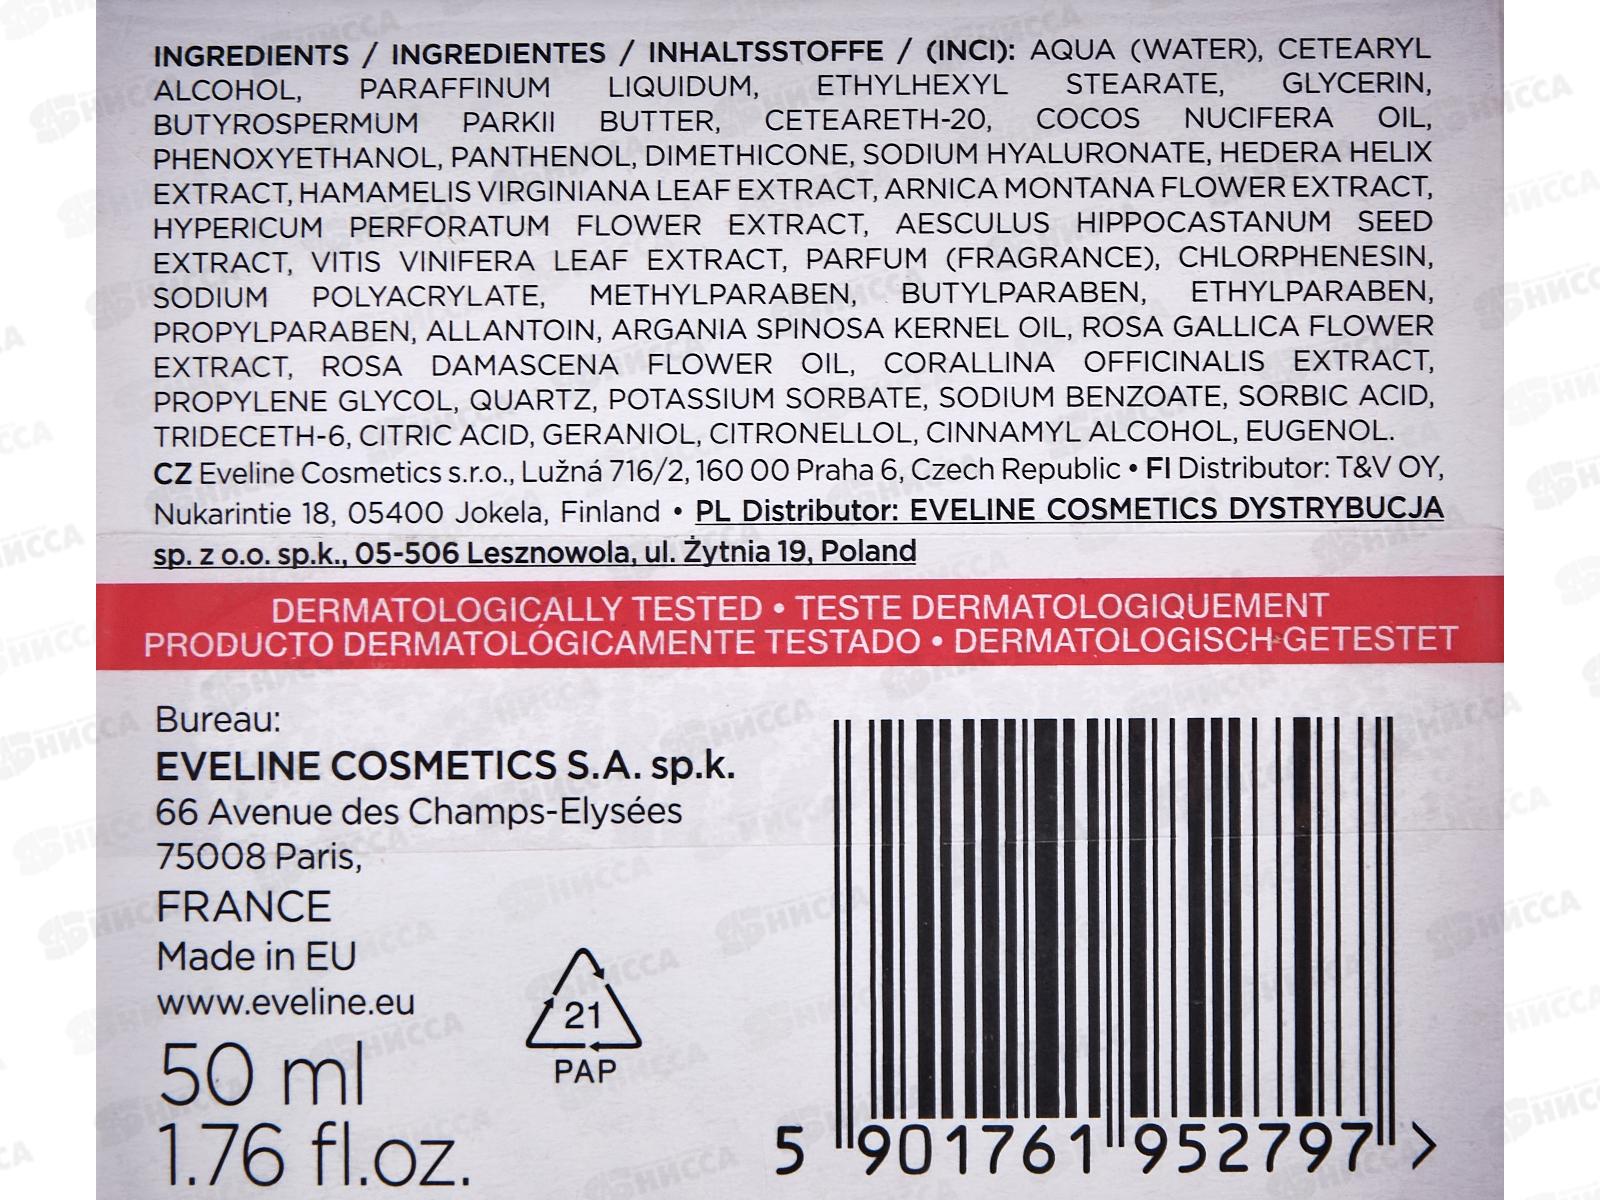 INGREDIENTS / INGREDIENTES / INHALTSSTOFFE / (INCI): AQUA (WATER), CETEARYL
ALCOHOL, PARAFFINUM LIQUIDUM, ETHYLHEXYL STEARATE, GLYCERIN,
BUTYROSPERMUM PARKII BUTTER, CETEARETH-20, COCOS NUCIFERA OIL,
PHENOXYETHANOL, PANTHENOL, DIMETHICONE, SODIUM HYALURONATE, HEDERA HELIX
EXTRACT, HAMAMELIS VIRGINIANA LEAF EXTRACT, ARNICA MONTANA FLOWER EXTRACT,
HYPERICUM PERFORATUM FLOWER EXTRACT, AESCULUS HIPPOCASTANUM SEED
EXTRACT, VITIS VINIFERA LEAF EXTRACT, PARFUM (FRAGRANCE), CHLORPHENESIN,
SODIUM POLYACRYLATE, METHYLPARABEN, BUTYLPARABEN, ETHYLPARABEN,
PROPYLPARABEN, ALLANTOIN, ARGANIA SPINOSA KERNEL OIL, ROSA GALLICA FLOWER
EXTRACT, ROSA DAMASCENA FLOWER OIL, CORALLINA OFFICINALIS EXTRACT,
PROPYLENE GLYCOL, QUARTZ, POTASSIUM SORBATE, SODIUM BENZOATE, SORBIC ACID,
TRIDECETH-6, CITRIC ACID, GERANIOL, CITRONELLOL, CINNAMYL ALCOHOL, EUGENOL.
CZ Eveline Cosmetics s.r.o., Lužná 716/2, 160 00 Praha 6, Czech Republic • FI Distributor: T&V OY,
Nukarintie 18, 05400 Jokela, Finland • PL Distributor: EVELINE COSMETICS DYSTRYBUCJA
sp. z o.o. sp.k., 05-506 Lesznowola, ul. Żytnia 19, Poland
DERMATOLOGICALLY TESTED • TESTE DERMATOLOGIQUEMENT
PRODUCTO DERMATOLÓGICAMENTE TESTADO • DERMATOLOGISCH GETESTET
Bureau:
EVELINE COSMETICS S.A. sp.k.
66 Avenue des Champs-Elysées
75008 Paris,
FRANCE
Made in EU
www.eveline.eu
50 ml
1.76 fl.oz.
21
PAP
5 901761 952797 >
НИССА